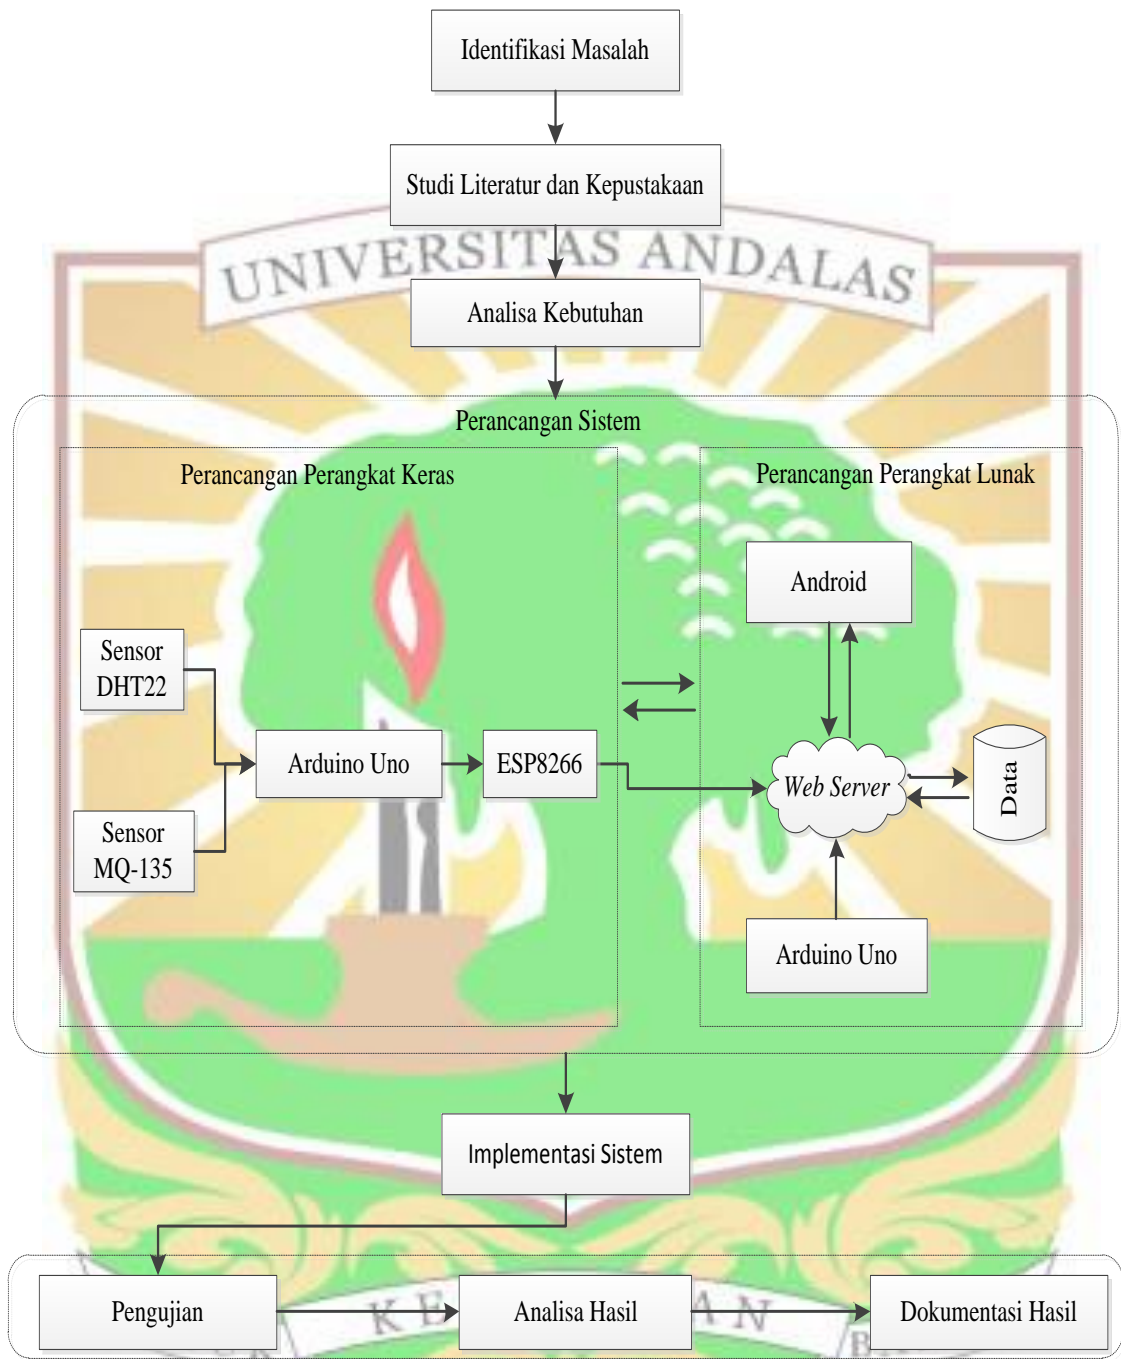 Identifikasi Masalah
Studi Literatur dan Kepustakaan
UNIVERSITAS ANDALAS
Analisa Kebutuhan
Perancangan Sistem
Perancangan Perangkat Keras
Perancangan Perangkat Lunak
Android
Sensor
DHT22
Arduino Uno
ESP8266
Web Server
Data
Sensor
MQ-135
Arduino Uno
Implementasi Sistem
Pengujian
Analisa Hasil
Dokumentasi Hasil